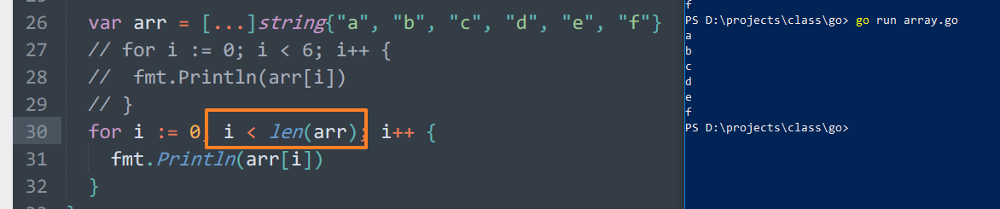 26 var arr = [...]string{"a", "b", "c", "d", "e", "f"}
27 // for i := 0; i < 6; i++ {
28 //  fmt.Println(arr[i])
29 // }
30 for i := 0; i < len(arr); i++ {
31   fmt.Println(arr[i])
32 }
f
PS D:\projects\class\go> go run array.go
a
b
c
d
e
f
PS D:\projects\class\go>